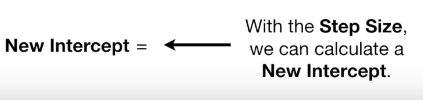 New Intercept =
With the Step Size,
we can calculate a
New Intercept.